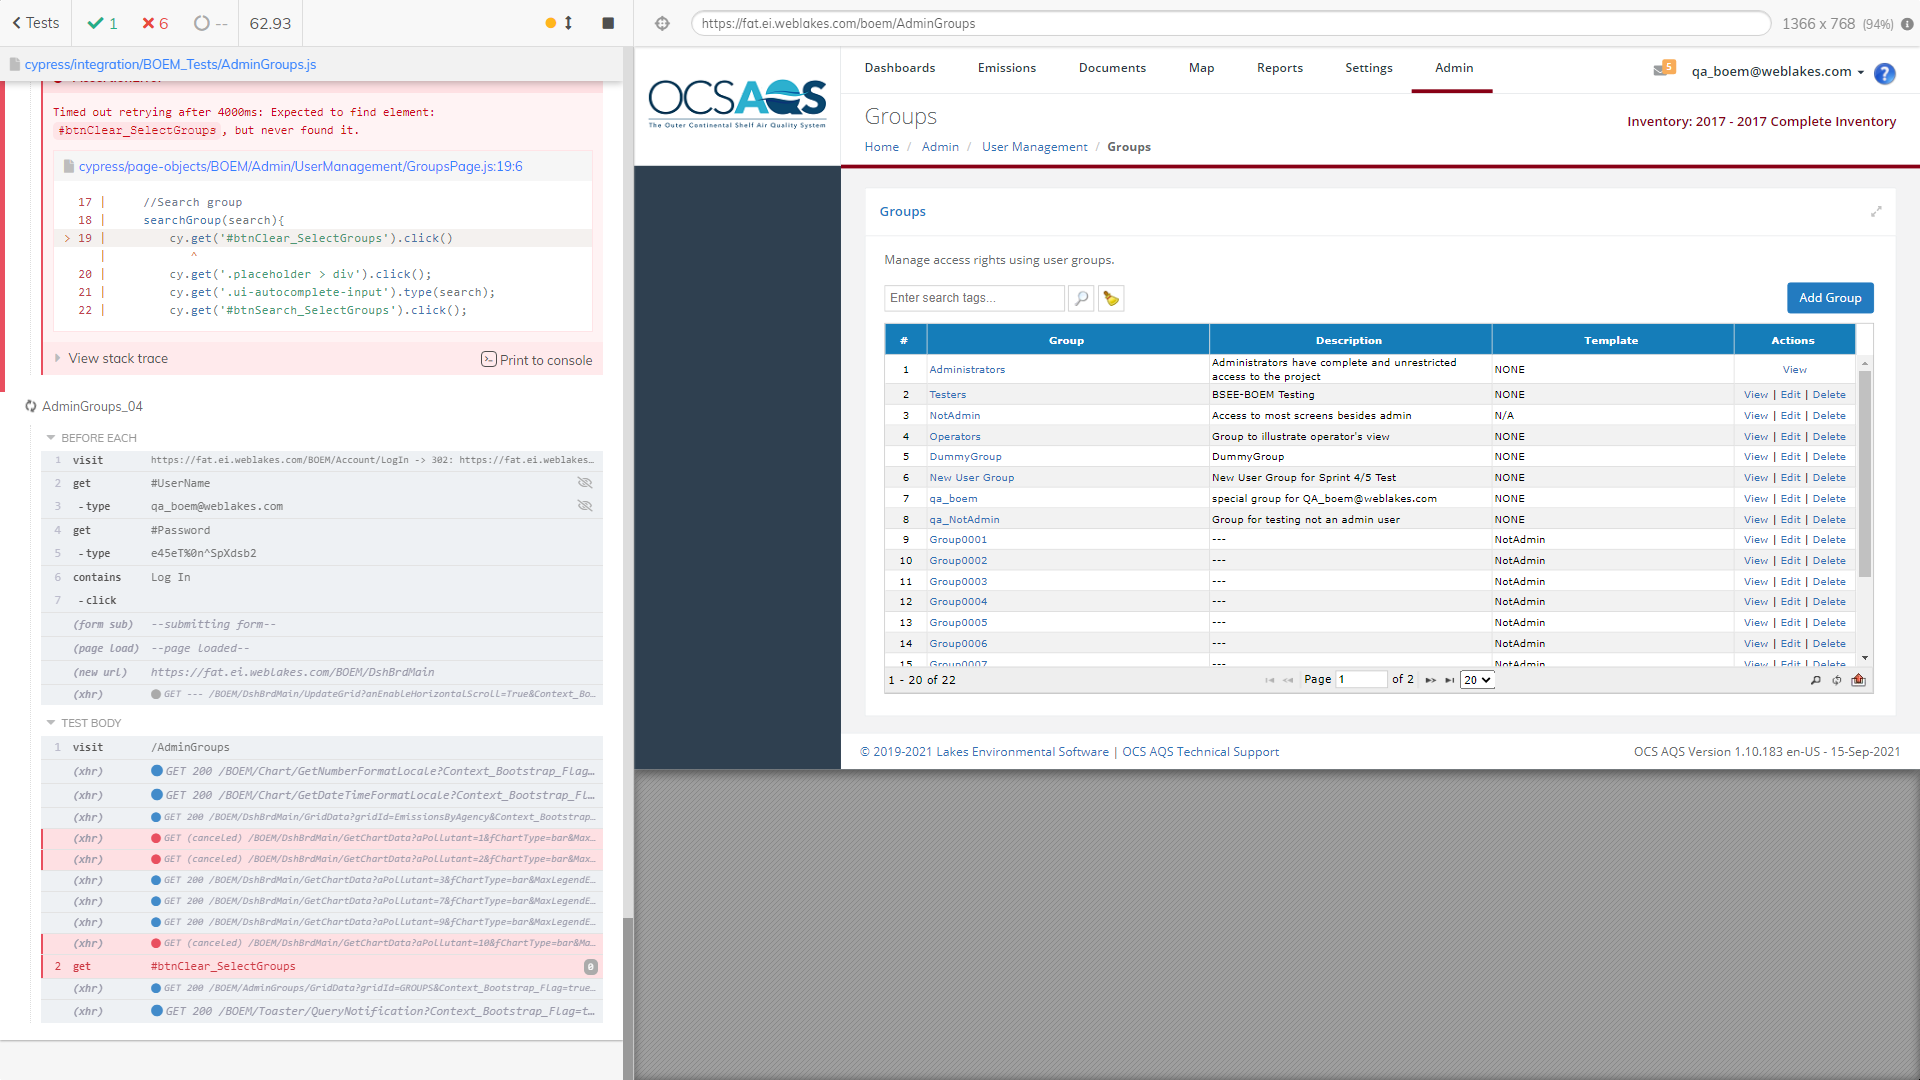 Tests
1
6
--
62.93
cypress/integration/BOEM_Tests/AdminGroups.js
Timed out retrying after 4000ms: Expected to find element:
#btnClear_SelectGroups, but never found it.
cypress/page-objects/BOEM/Admin/UserManagement/GroupsPage.js:19:6
17 | //Search group
18 | searchGroup(search){
> 19 | cy.get('#btnClear_SelectGroups').click()
| ^
20 | cy.get('.placeholder > div').click();
21 | cy.get('.ui-autocomplete-input').type(search);
22 | cy.get('#btnSearch_SelectGroups').click();
View stack trace
Print to console
AdminGroups_04
BEFORE EACH
1 visit https://fat.ei.weblakes.com/BOEM/Account/LogIn -> 302: https://fat.ei.weblakes...
2 get #UserName
3 -type qa_boem@weblakes.com
4 get #Password
5 -type e45eT%0n^SpXdsb2
6 contains Log In
7 -click
(form sub) --submitting form--
(page load) --page loaded--
(new url) https://fat.ei.weblakes.com/BOEM/DshBrdMain
(xhr) GET --- /BOEM/DshBrdMain/UpdateGrid?anEnableHorizontalScroll=True&Context_Bo...
TEST BODY
1 visit /AdminGroups
(xhr) GET 200 /BOEM/Chart/GetNumberFormatLocale?Context_Bootstrap_Flag...
(xhr) GET 200 /BOEM/Chart/GetDateTimeFormatLocale?Context_Bootstrap_Fl...
(xhr) GET 200 /BOEM/DshBrdMain/GridData?gridId=EmissionsByAgency&Context_Bootstrap...
(xhr) GET (canceled) /BOEM/DshBrdMain/GetChartData?aPollutant=1&fChartType=bar&Max...
(xhr) GET (canceled) /BOEM/DshBrdMain/GetChartData?aPollutant=2&fChartType=bar&Max...
(xhr) GET 200 /BOEM/DshBrdMain/GetChartData?aPollutant=3&fChartType=bar&MaxLegendE...
(xhr) GET 200 /BOEM/DshBrdMain/GetChartData?aPollutant=7&fChartType=bar&MaxLegendE...
(xhr) GET 200 /BOEM/DshBrdMain/GetChartData?aPollutant=9&fChartType=bar&MaxLegendE...
(xhr) GET (canceled) /BOEM/DshBrdMain/GetChartData?aPollutant=10&fChartType=bar&Ma...
2 get #btnClear_SelectGroups 0
(xhr) GET 200 /BOEM/AdminGroups/GridData?gridId=GROUPS&Context_Bootstrap_Flag=true...
(xhr) GET 200 /BOEM/Toaster/QueryNotification?Context_Bootstrap_Flag=t...
https://fat.ei.weblakes.com/boem/AdminGroups
1366 x 768 (94%)
OCSAQS
The Outer Continental Shelf Air Quality System
Dashboards Emissions Documents Map Reports Settings Admin
5
qa_boem@weblakes.com
?
Groups
Inventory: 2017 - 2017 Complete Inventory
Home / Admin / User Management / Groups
Groups
Manage access rights using user groups.
Enter search tags...
Add Group
# Group Description Template Actions
1 Administrators Administrators have complete and unrestricted access to the project NONE View
2 Testers BSEE-BOEM Testing NONE View | Edit | Delete
3 NotAdmin Access to most screens besides admin N/A View | Edit | Delete
4 Operators Group to illustrate operator's view NONE View | Edit | Delete
5 DummyGroup DummyGroup NONE View | Edit | Delete
6 New User Group New User Group for Sprint 4/5 Test NONE View | Edit | Delete
7 qa_boem special group for QA_boem@weblakes.com NONE View | Edit | Delete
8 qa_NotAdmin Group for testing not an admin user NONE View | Edit | Delete
9 Group0001 --- NotAdmin View | Edit | Delete
10 Group0002 --- NotAdmin View | Edit | Delete
11 Group0003 --- NotAdmin View | Edit | Delete
12 Group0004 --- NotAdmin View | Edit | Delete
13 Group0005 --- NotAdmin View | Edit | Delete
14 Group0006 --- NotAdmin View | Edit | Delete
15 Group0007 --- NotAdmin View | Edit | Delete
1 - 20 of 22
Page 1 of 2
20
© 2019-2021 Lakes Environmental Software | OCS AQS Technical Support
OCS AQS Version 1.10.183 en-US - 15-Sep-2021